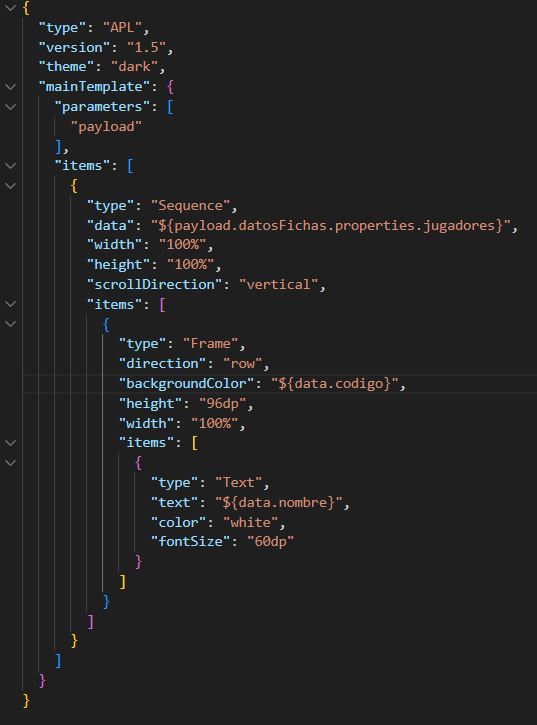 {
  "type": "APL",
  "version": "1.5",
  "theme": "dark",
  "mainTemplate": {
    "parameters": [
      "payload"
    ],
    "items": [
      {
        "type": "Sequence",
        "data": "${payload.datosFichas.properties.jugadores}",
        "width": "100%",
        "height": "100%",
        "scrollDirection": "vertical",
        "items": [
          {
            "type": "Frame",
            "direction": "row",
            "backgroundColor": "${data.codigo}",
            "height": "96dp",
            "width": "100%",
            "items": [
              {
                "type": "Text",
                "text": "${data.nombre}",
                "color": "white",
                "fontSize": "60dp"
              }
            ]
          }
        ]
      }
    ]
  }
}